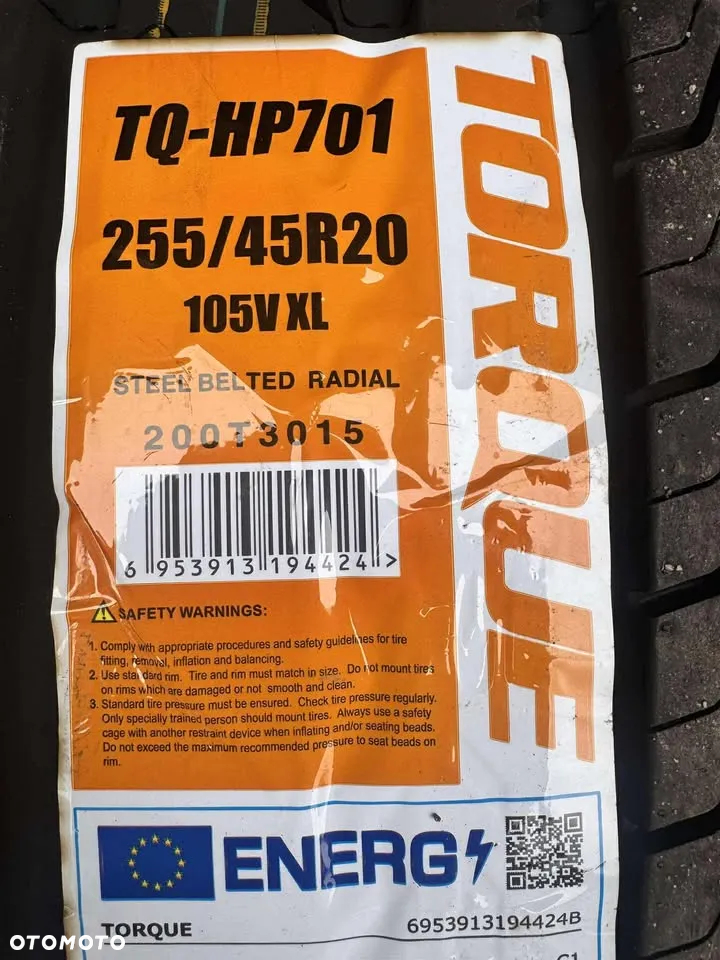 TORQUE
TQ-HP701
255/45R20
105V XL
STEEL BELTED RADIAL
200T3015
6 953913 194424 >
SAFETY WARNINGS:
1. Comply with appropriate procedures and safety guidelines for tire
fitting, removal, inflation and balancing.
2. Use standard rim. Tire and rim must match in size. Do not mount tires
on rims which are damaged or not smooth and clean.
3. Standard tire pressure must be ensured. Check tire pressure regularly.
Only specially trained person should mount tires. Always use a safety
cage with another restraint device when inflating and/or seating beads.
Do not exceed the maximum recommended pressure to seat beads on
rim.
ENERG
TORQUE
6953913194424B
C1
OTOMOTO